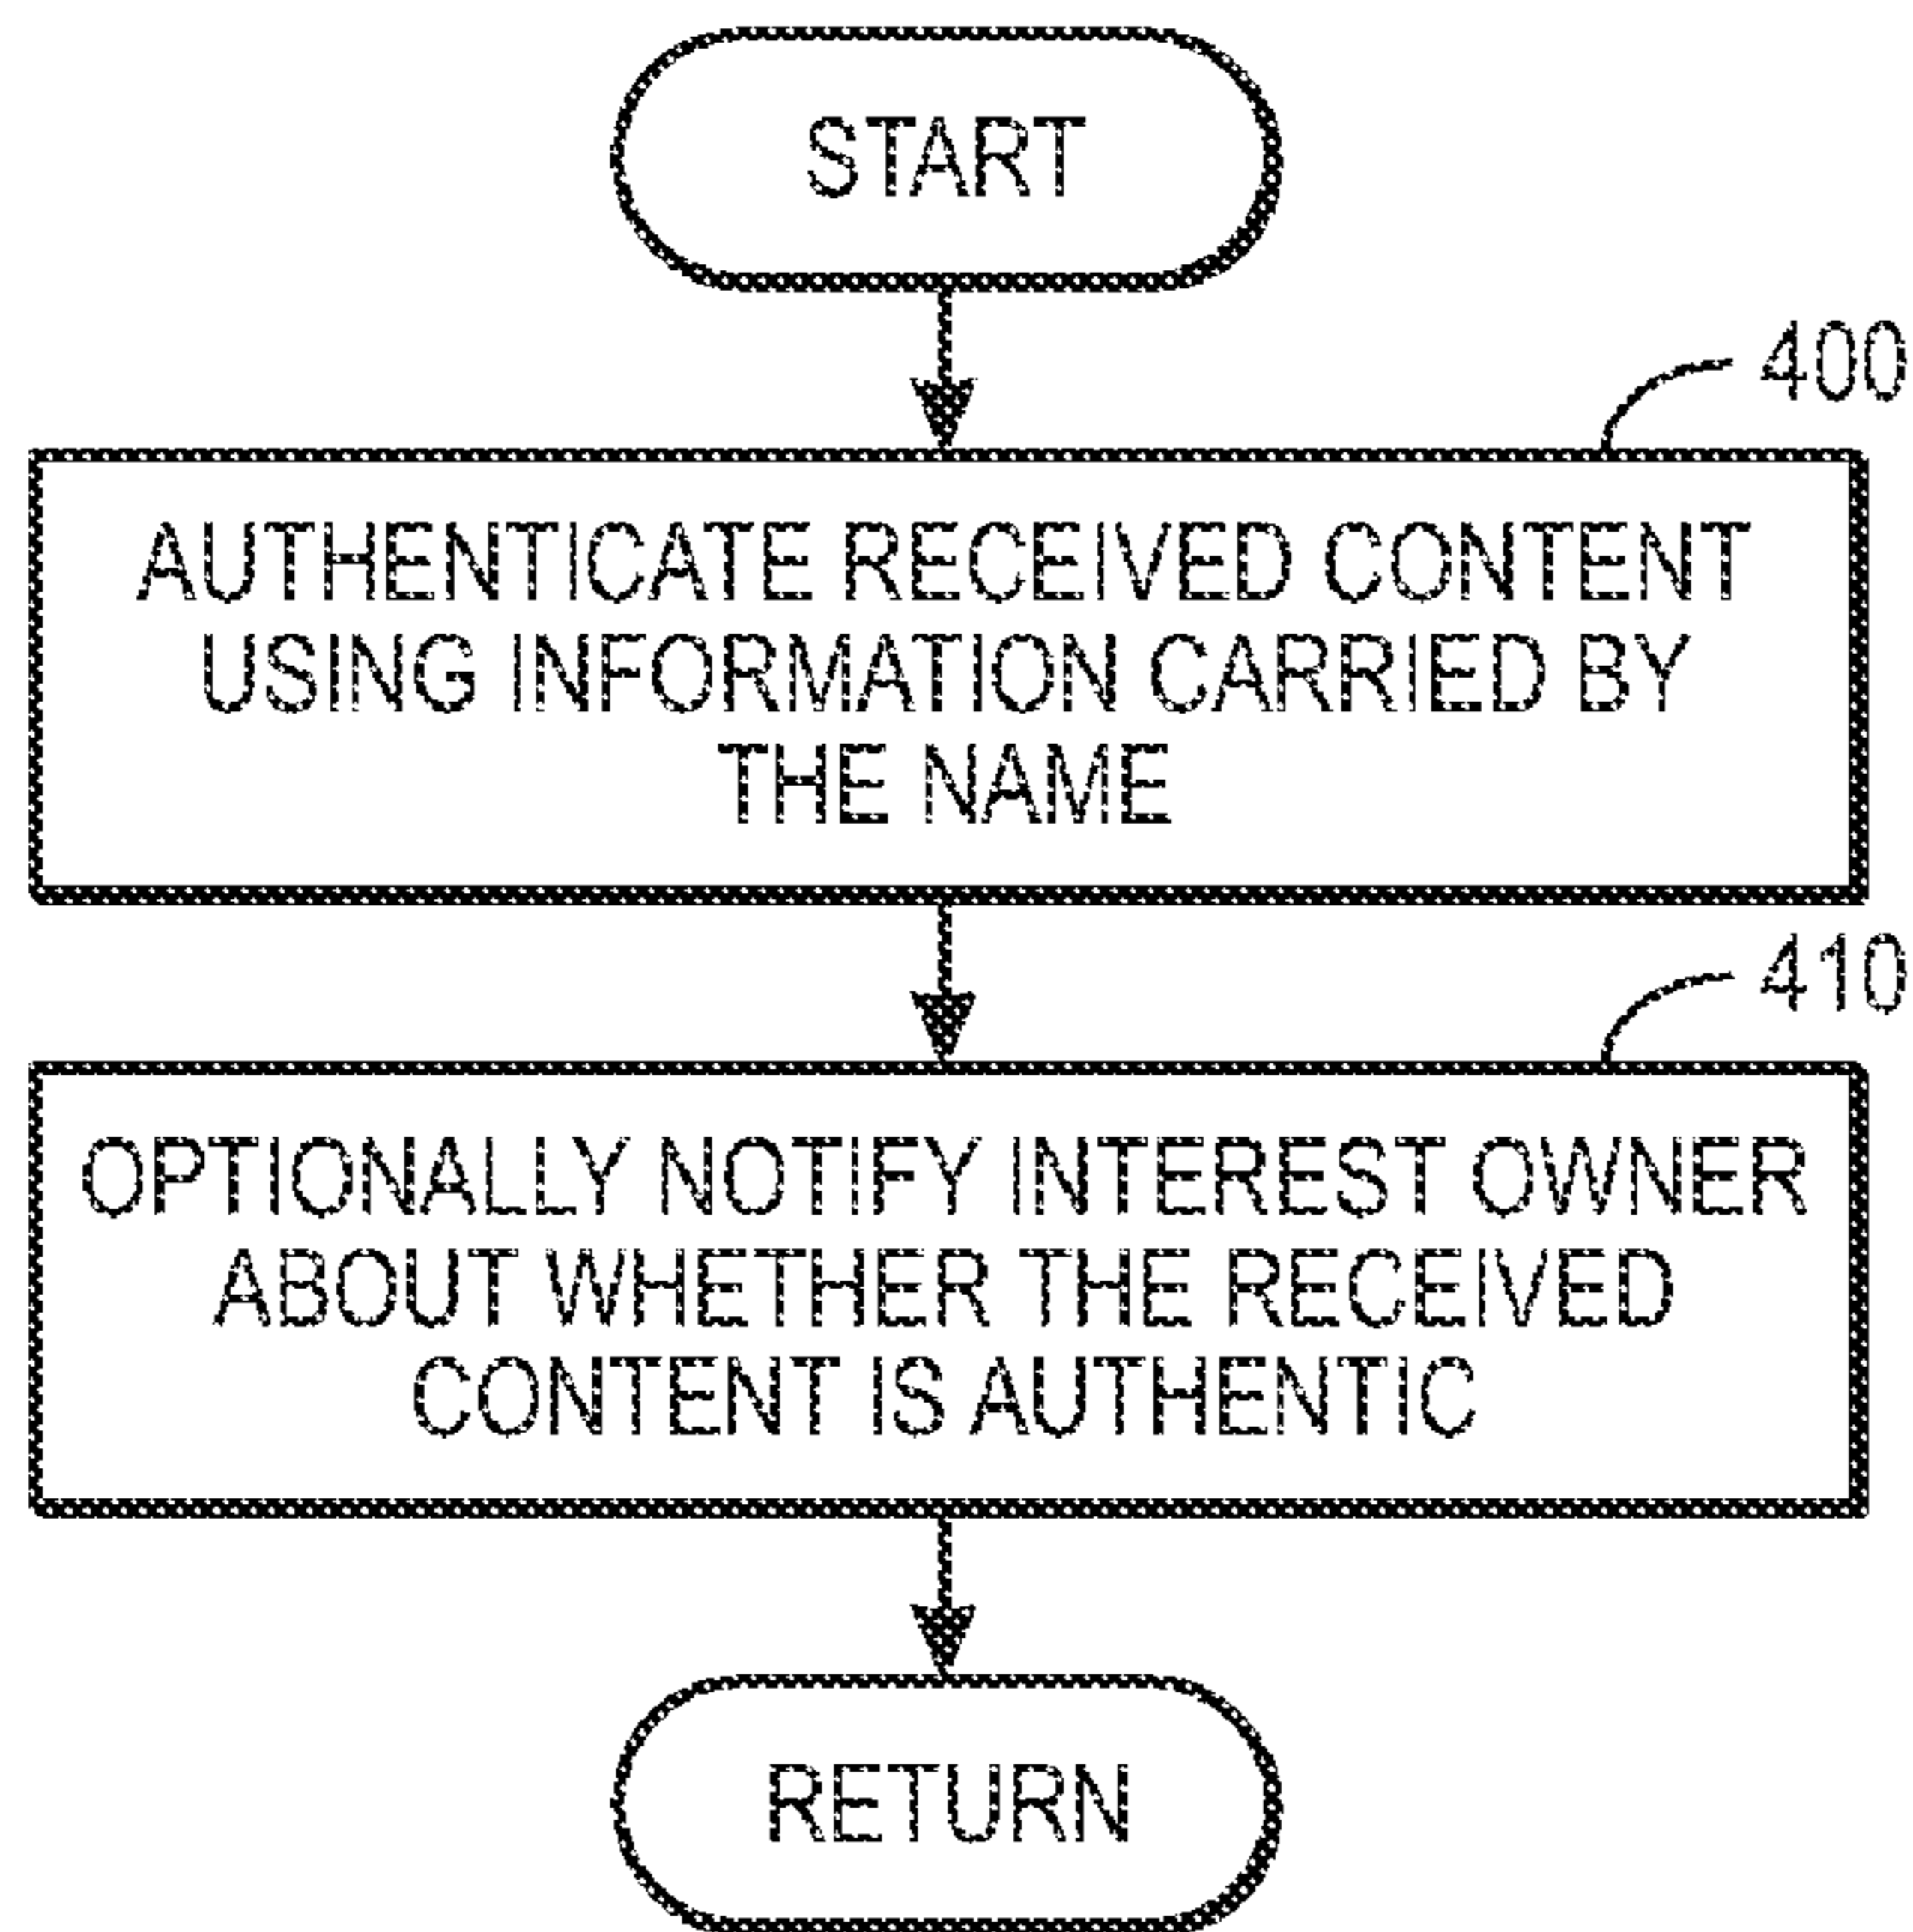 START
400
AUTHENTICATE RECEIVED CONTENT
USING INFORMATION CARRIED BY
THE NAME
410
OPTIONALLY NOTIFY INTEREST OWNER
ABOUT WHETHER THE RECEIVED
CONTENT IS AUTHENTIC
RETURN